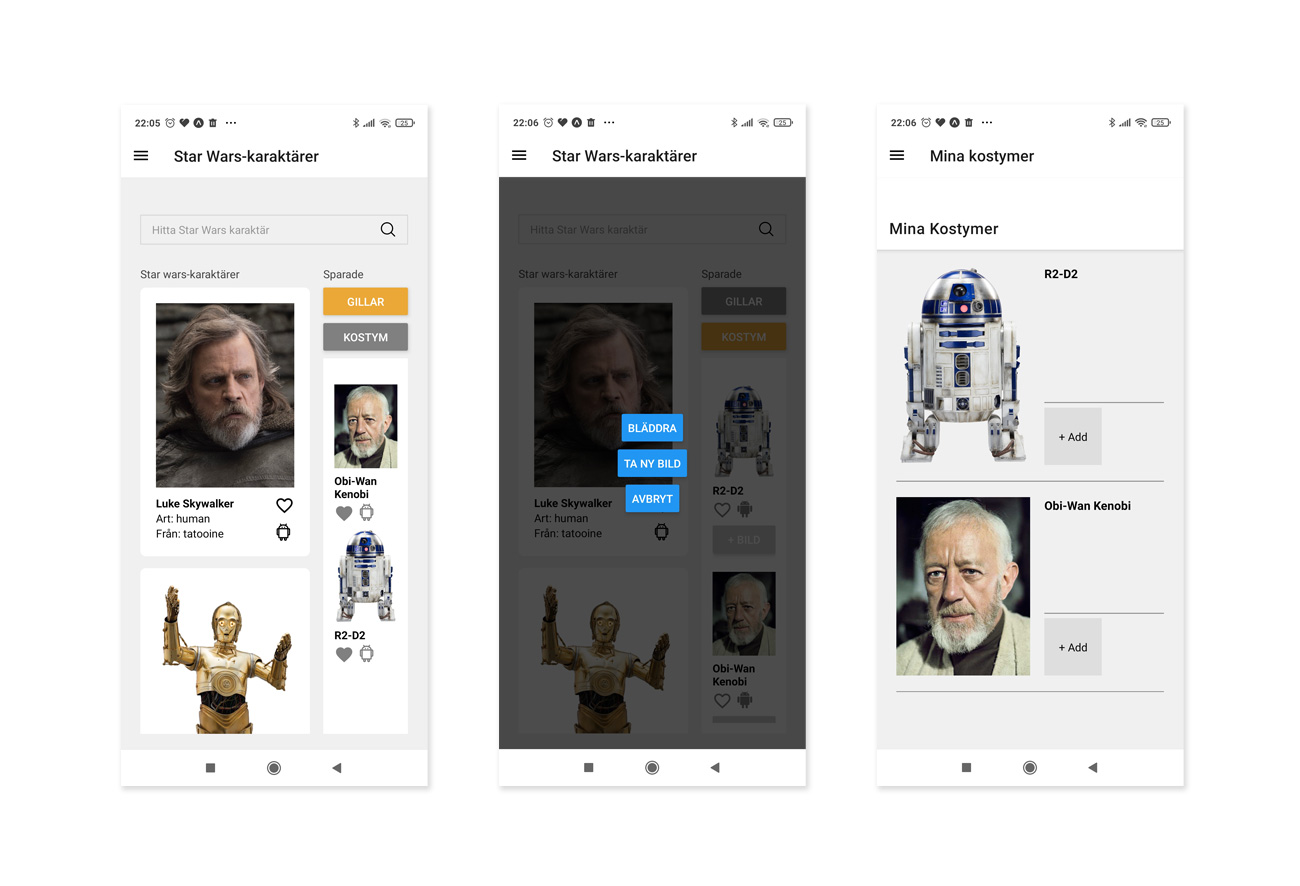 22:05
25
Star Wars-karaktärer
Hitta Star Wars karaktär
Star wars-karaktärer
Sparade
GILLAR
KOSTYM
Luke Skywalker
Art: human
Från: tatooine
Obi-Wan
Kenobi
R2-D2
22:06
25
Star Wars-karaktärer
Hitta Star Wars karaktär
Star wars-karaktärer
Sparade
GILLAR
KOSTYM
BLÄDDRA
TA NY BILD
AVBRYT
Luke Skywalker
Art: human
Från: tatooine
R2-D2
+ BILD
Obi-Wan
Kenobi
22:06
25
Mina kostymer
Mina Kostymer
R2-D2
+ Add
Obi-Wan Kenobi
+ Add